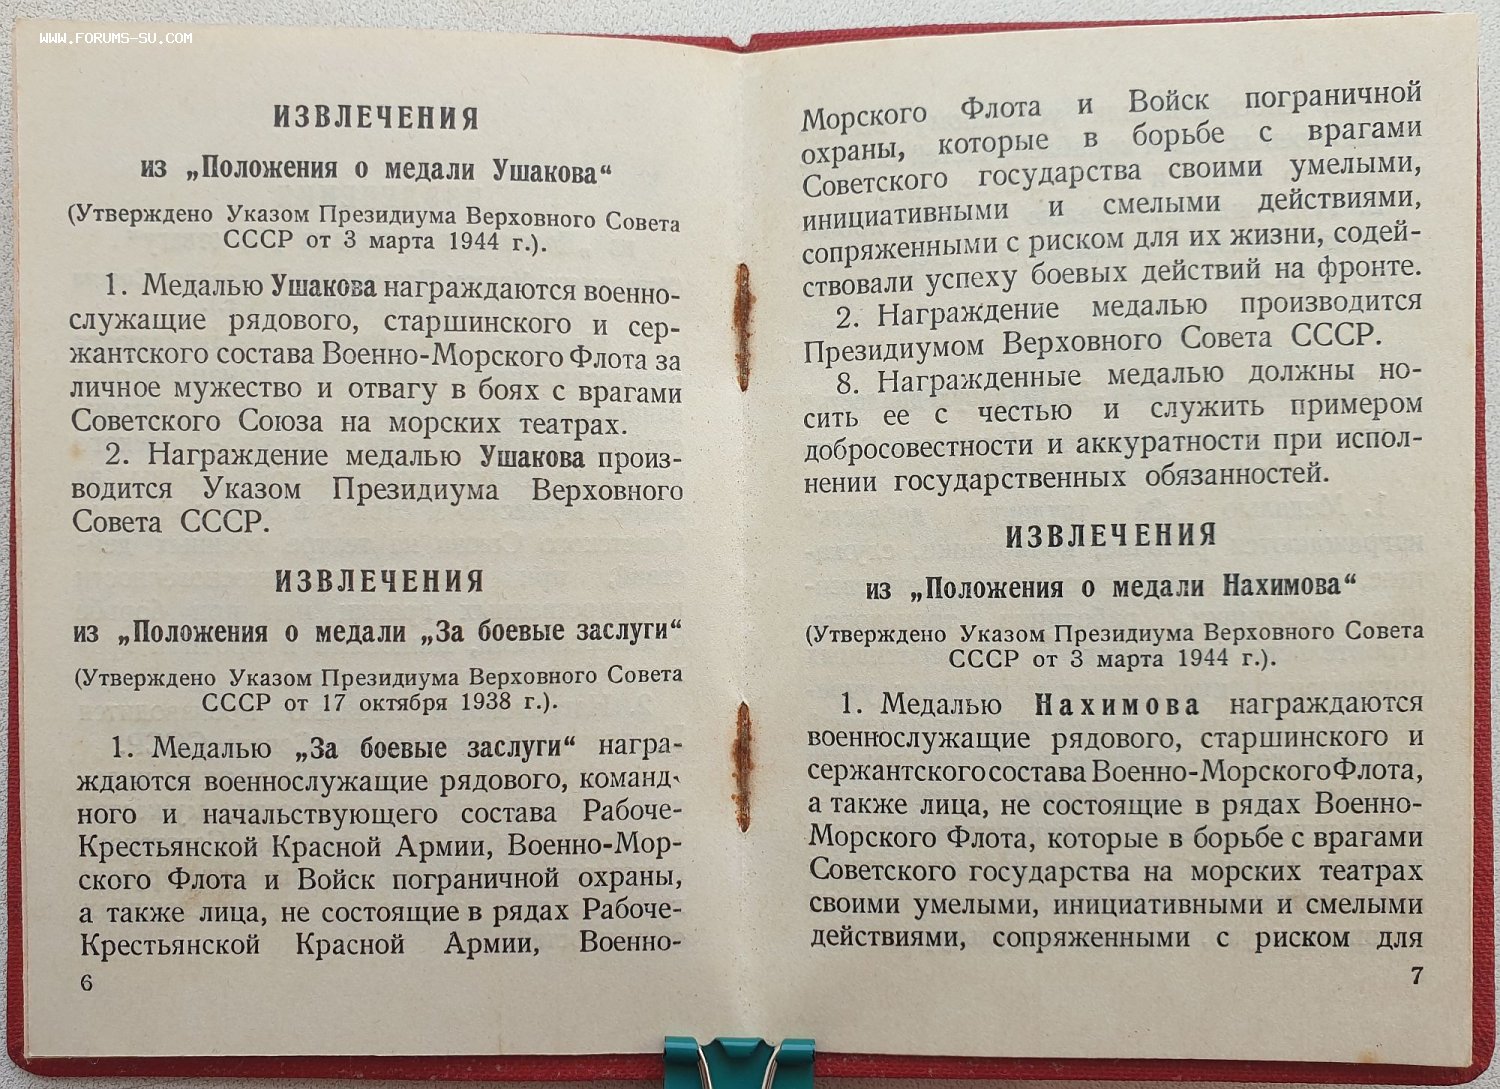 WWW.FORUMS-SU.COM
ИЗВЛЕЧЕНИЯ
из „Положения о медали Ушакова“
(Утверждено Указом Президиума Верховного Совета
СССР от 3 марта 1944 г.).
1. Медалью Ушакова награждаются военно-
служащие рядового, старшинского и сер-
жантского состава Военно-Морского Флота за
личное мужество и отвагу в боях с врагами
Советского Союза на морских театрах.
2. Награждение медалью Ушакова произ-
водится Указом Президиума Верховного
Совета СССР.
ИЗВЛЕЧЕНИЯ
из „Положения о медали „За боевые заслуги“
(Утверждено Указом Президиума Верховного Совета
СССР от 17 октября 1938 г.).
1. Медалью „За боевые заслуги“ награ-
ждаются военнослужащие рядового, команд-
ного и начальствующего состава Рабоче-
Крестьянской Красной Армии, Военно-Мор-
ского Флота и Войск пограничной охраны,
а также лица, не состоящие в рядах Рабоче-
Крестьянской Красной Армии, Военно-
6
Морского Флота и Войск пограничной
охраны, которые в борьбе с врагами
Советского государства своими умелыми,
инициативными и смелыми действиями,
сопряженными с риском для их жизни, содей-
ствовали успеху боевых действий на фронте.
2. Награждение медалью производится
Президиумом Верховного Совета СССР.
8. Награжденные медалью должны но-
сить ее с честью и служить примером
добросовестности и аккуратности при испол-
нении государственных обязанностей.
ИЗВЛЕЧЕНИЯ
из „Положения о медали Нахимова“
(Утверждено Указом Президиума Верховного Совета
СССР от 3 марта 1944 г.).
1. Медалью Нахимова награждаются
военнослужащие рядового, старшинского и
сержантского состава Военно-Морского Флота,
а также лица, не состоящие в рядах Военно-
Морского Флота, которые в борьбе с врагами
Советского государства на морских театрах
своими умелыми, инициативными и смелыми
действиями, сопряженными с риском для
7